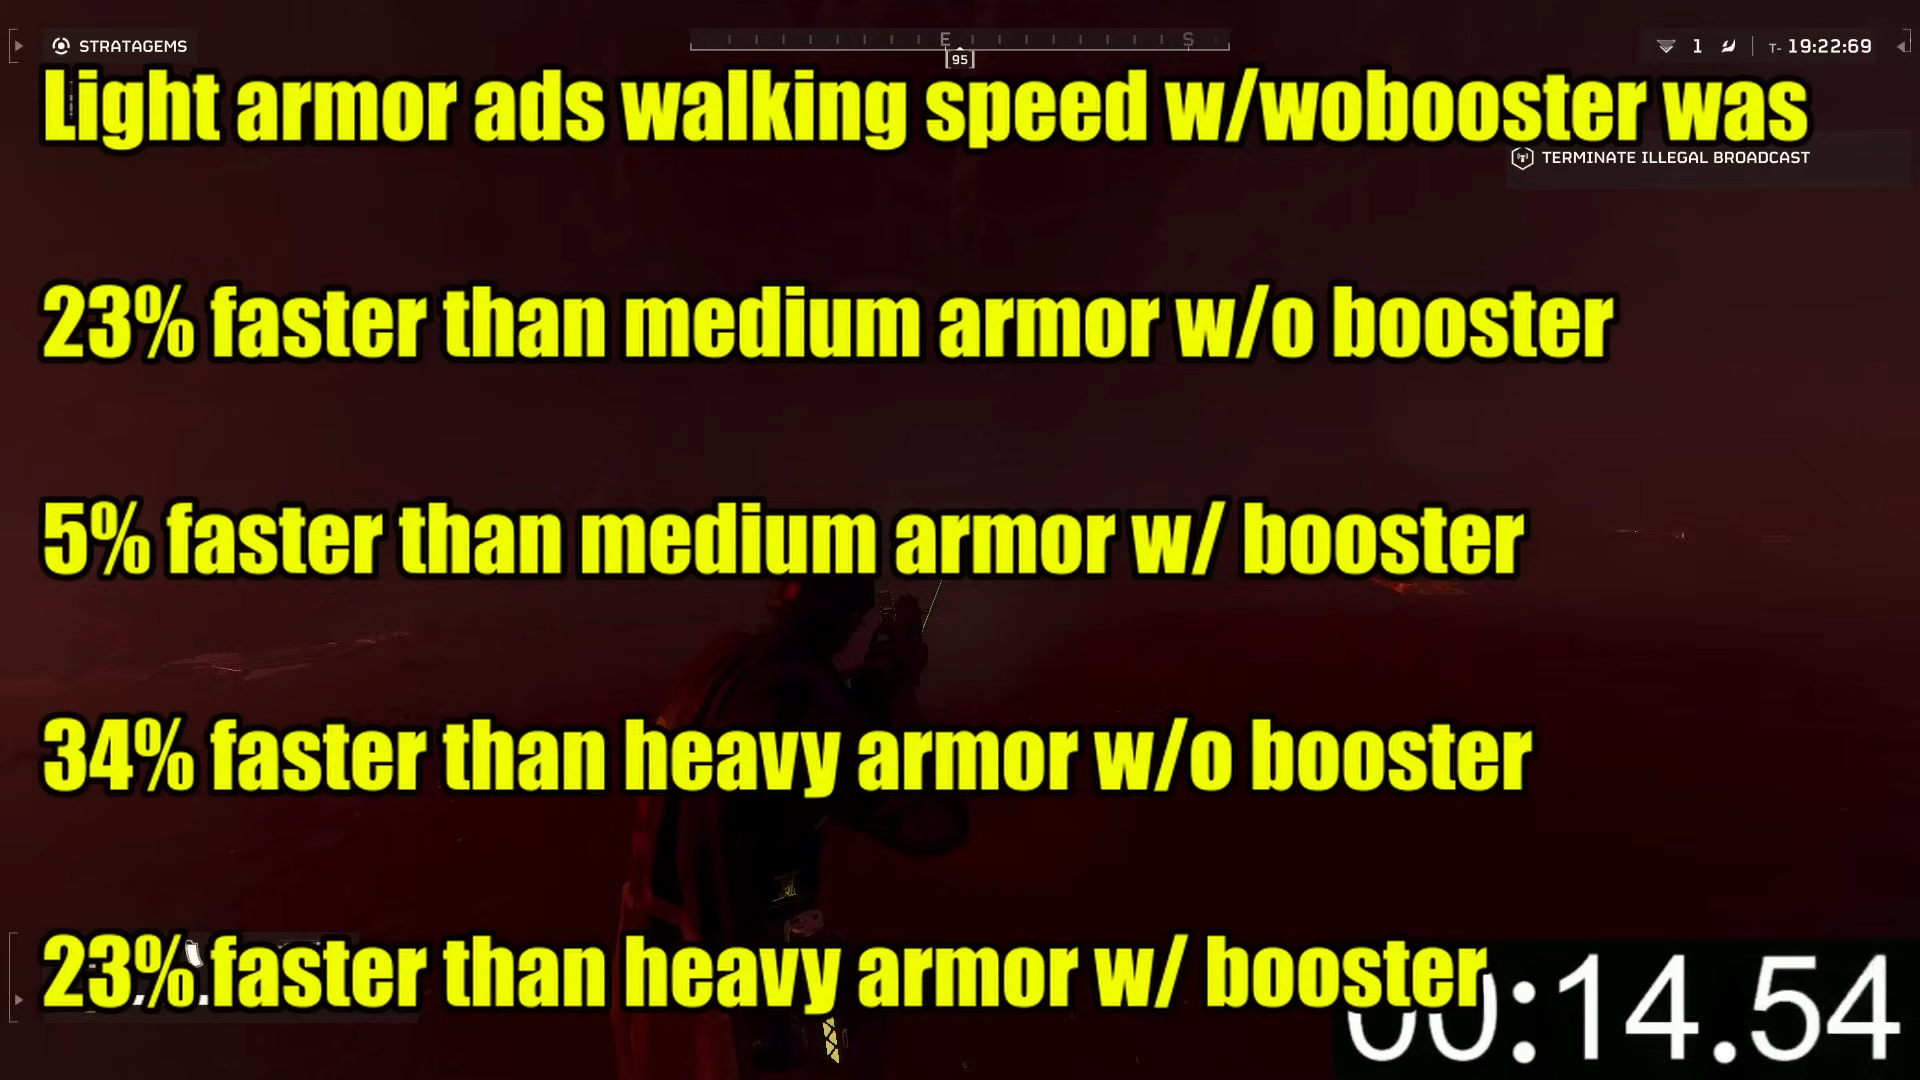 STRATAGEMS
E
S
95
1
T- 19:22:69
Light armor ads walking speed w/wobooster was
TERMINATE ILLEGAL BROADCAST
23% faster than medium armor w/o booster
5% faster than medium armor w/ booster
34% faster than heavy armor w/o booster
23% faster than heavy armor w/ booster
00:14.54